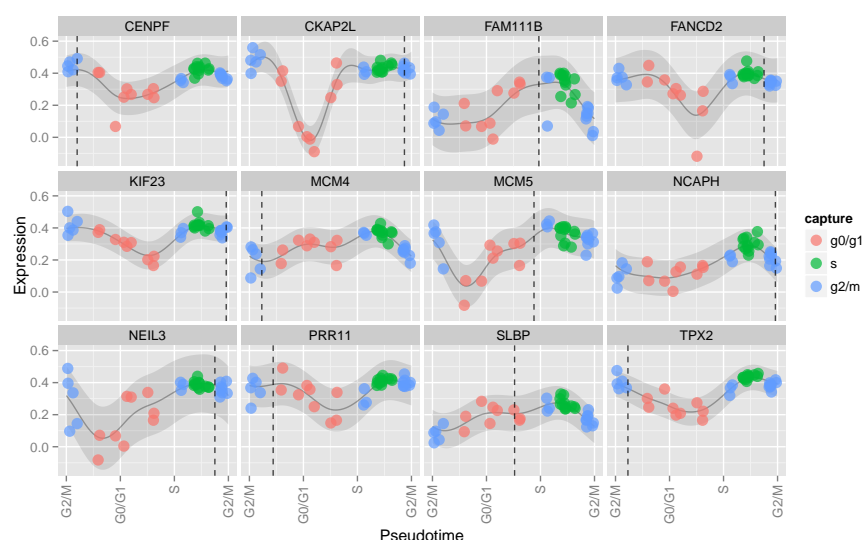 CENPF CKAP2L FAM111B FANCD2
0.6
0.4
0.2
0.0
KIF23 MCM4 MCM5 NCAPH
0.6
0.4
0.2
0.0
Expression
capture
g0/g1
s
g2/m
NEIL3 PRR11 SLBP TPX2
0.6
0.4
0.2
0.0
G2/M G0/G1 S G2/M G2/M G0/G1 S G2/M G2/M G0/G1 S G2/M G2/M G0/G1 S G2/M
Pseudotime